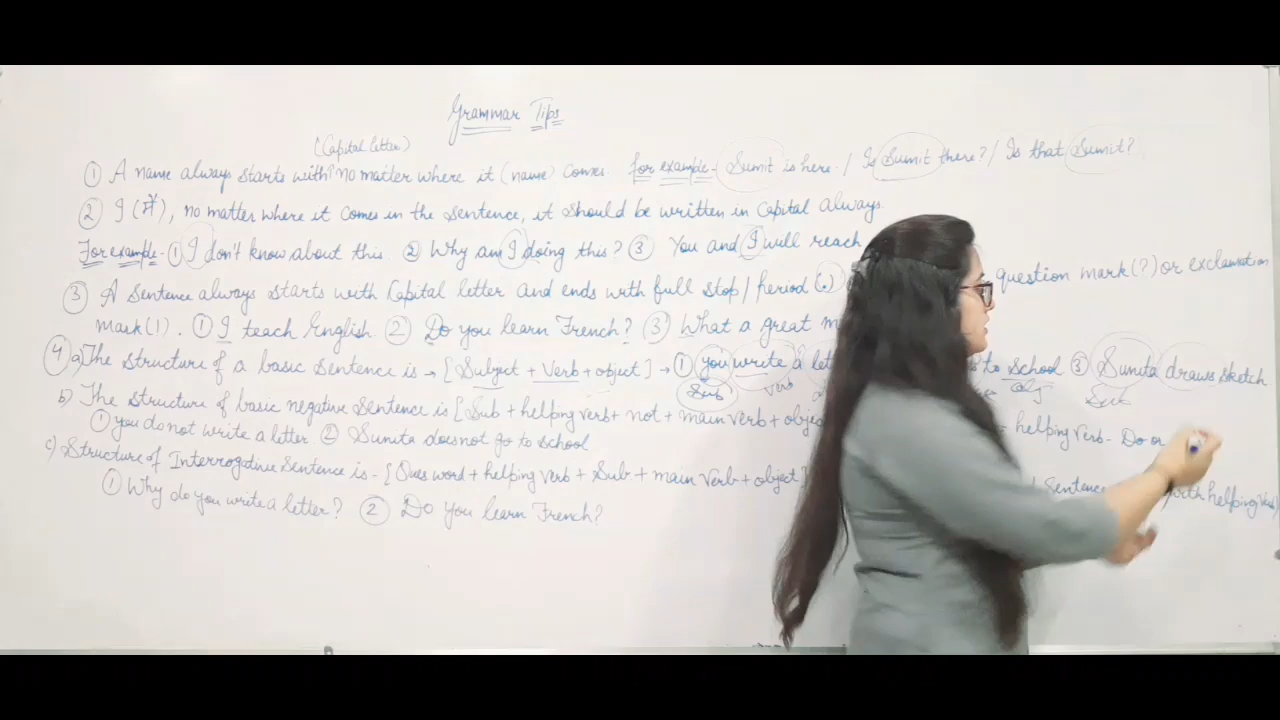 Grammar Tips
(Capital letter)
① A name always starts with ^ no matter where it (name) comes. For example- Sumit is here. / Is Sumit there? / Is that Sumit?
② I (मैं), no matter where it comes in the sentence, it should be written in capital always.
For example- ① I don't know about this. ② Why am I doing this? ③ You and I will reach
③ A sentence always starts with Capital letter and ends with full stop / period (.) question mark (?) or exclamation
mark (!). ① I teach English. ② Do you learn French? ③ What a great
④ a) The structure of a basic sentence is → [Subject + Verb + object] → ① you write a to school ③ Sunita draws sketch
Sub verb obj Sub
b) The structure of basic negative sentence is [Sub + helping verb + not + main verb + helping verb- Do or
① you do not write a letter ② Sunita does not go to school
c) Structure of Interrogative sentence is - [Ques word + helping verb + Sub + main verb + object] Sentence with helping verb)
① Why do you write a letter? ② Do you learn French?